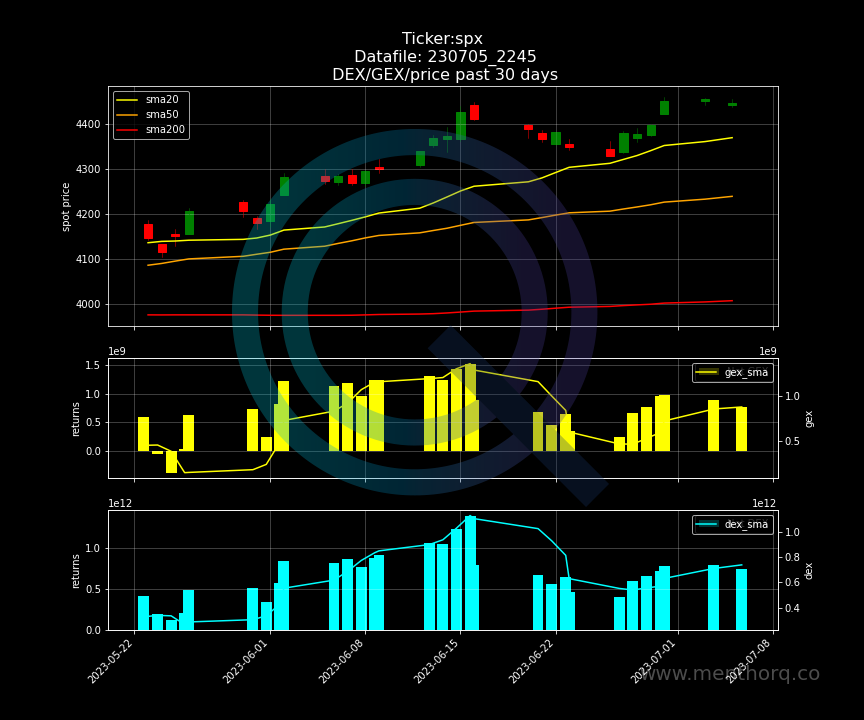 Ticker:spx
Datafile: 230705_2245
DEX/GEX/price past 30 days
sma20
sma50
sma200
4400
4300
4200
4100
4000
spot price
1e9
1e9
gex_sma
1.5
1.0
0.5
0.0
returns
1.0
0.5
gex
1e12
1e12
dex_sma
1.0
0.5
0.0
returns
1.0
0.8
0.6
0.4
dex
2023-05-22
2023-06-01
2023-06-08
2023-06-15
2023-06-22
2023-07-01
2023-07-08
www.menthorq.co